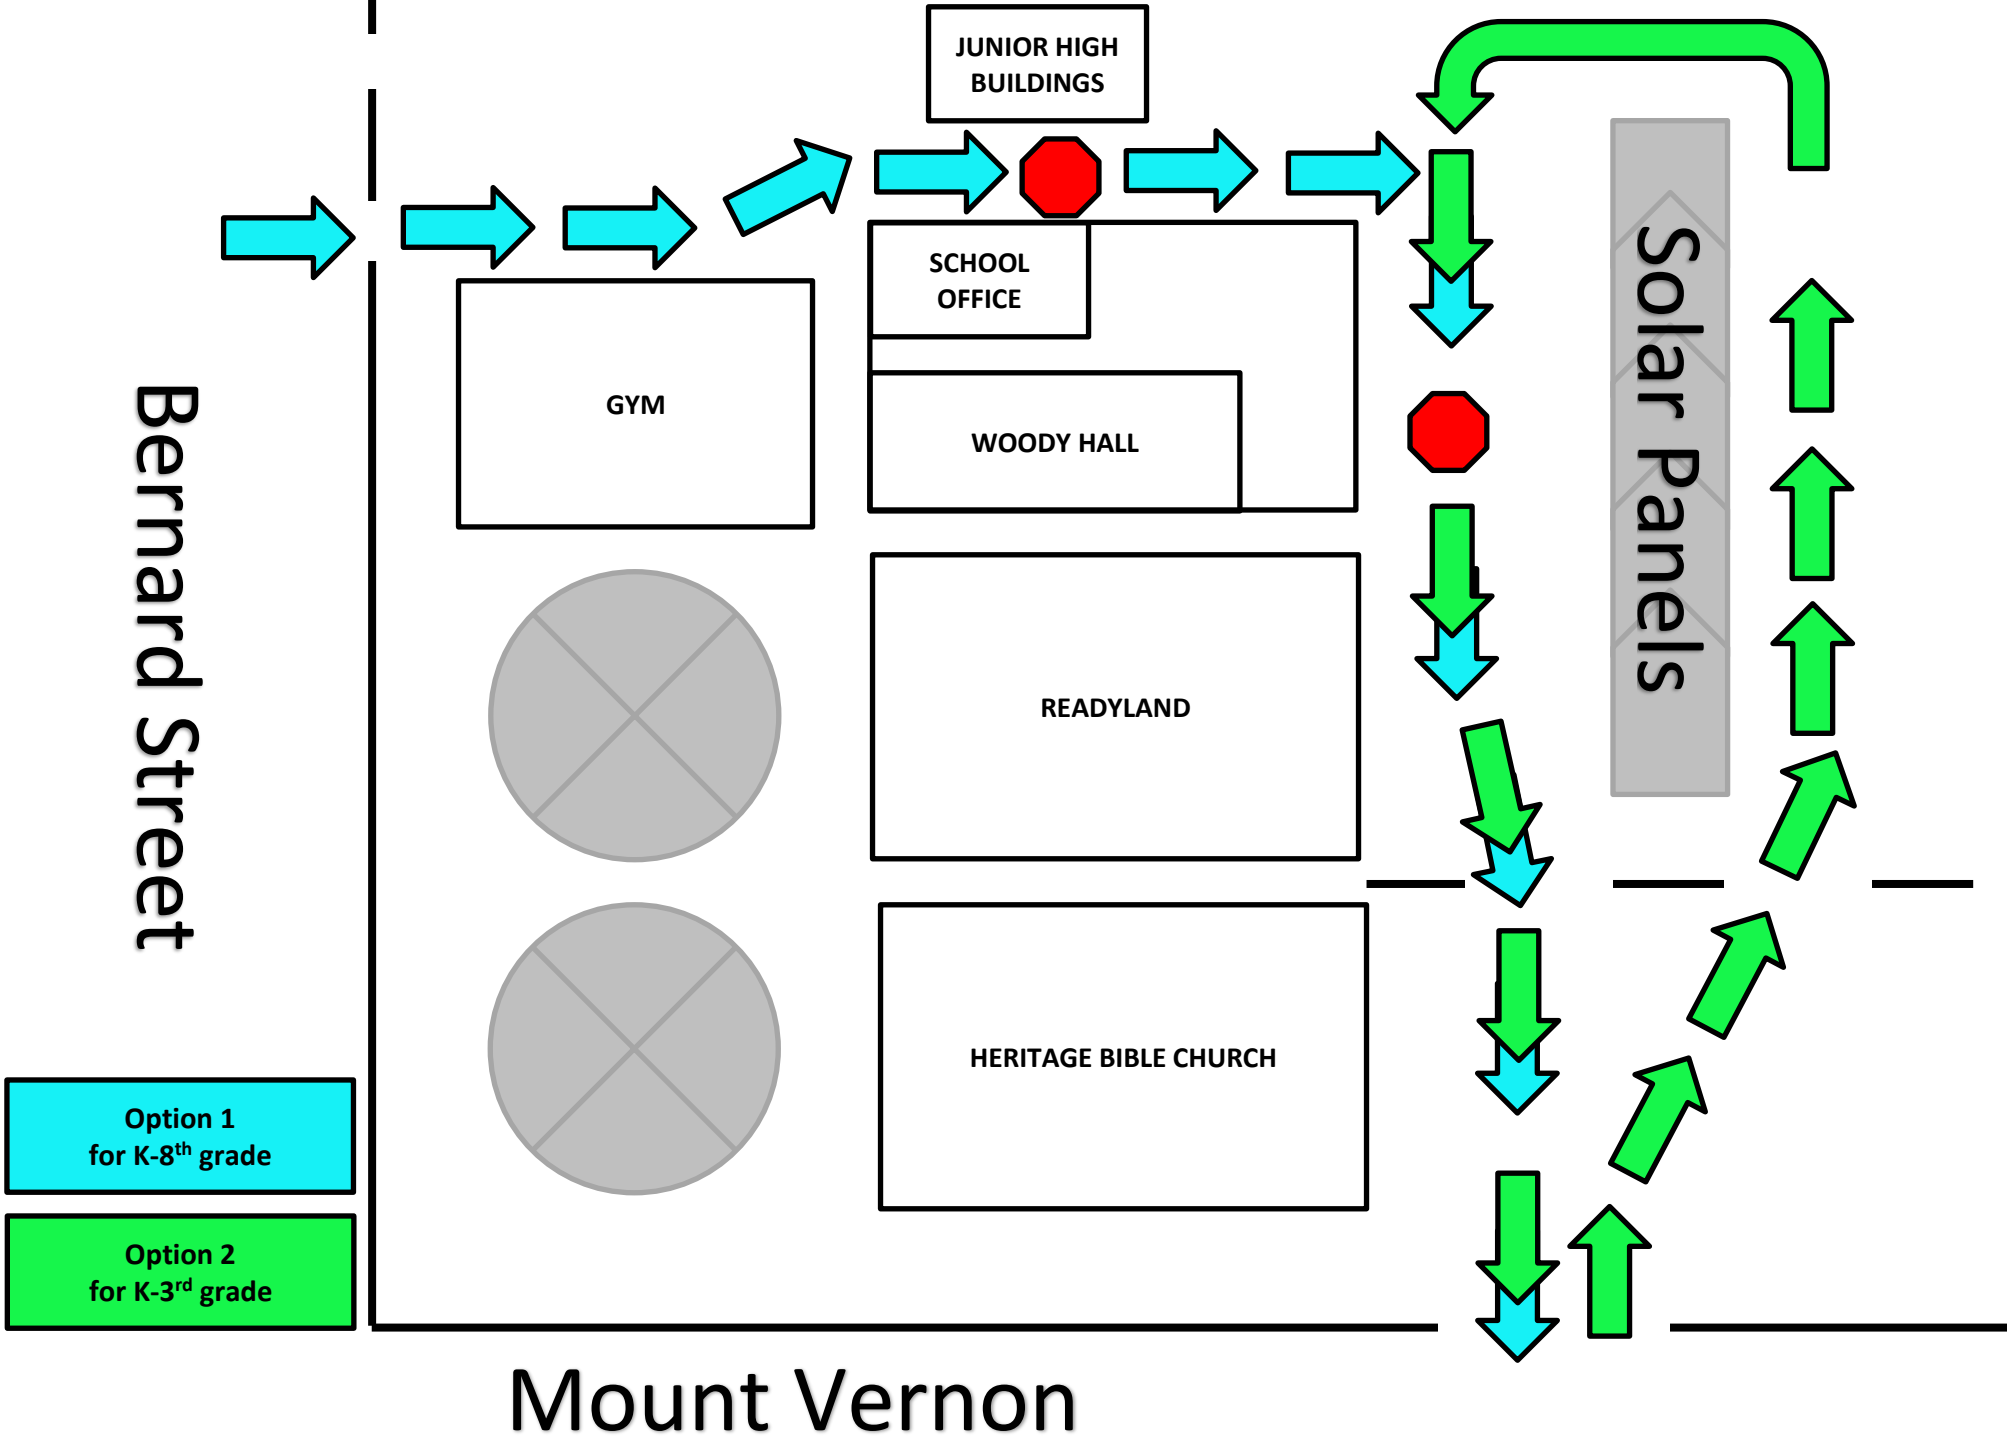 JUNIOR HIGH
BUILDINGS
SCHOOL
OFFICE
GYM
WOODY HALL
Solar Panels
Bernard Street
READYLAND
HERITAGE BIBLE CHURCH
Option 1
for K-8th grade
Option 2
for K-3rd grade
Mount Vernon